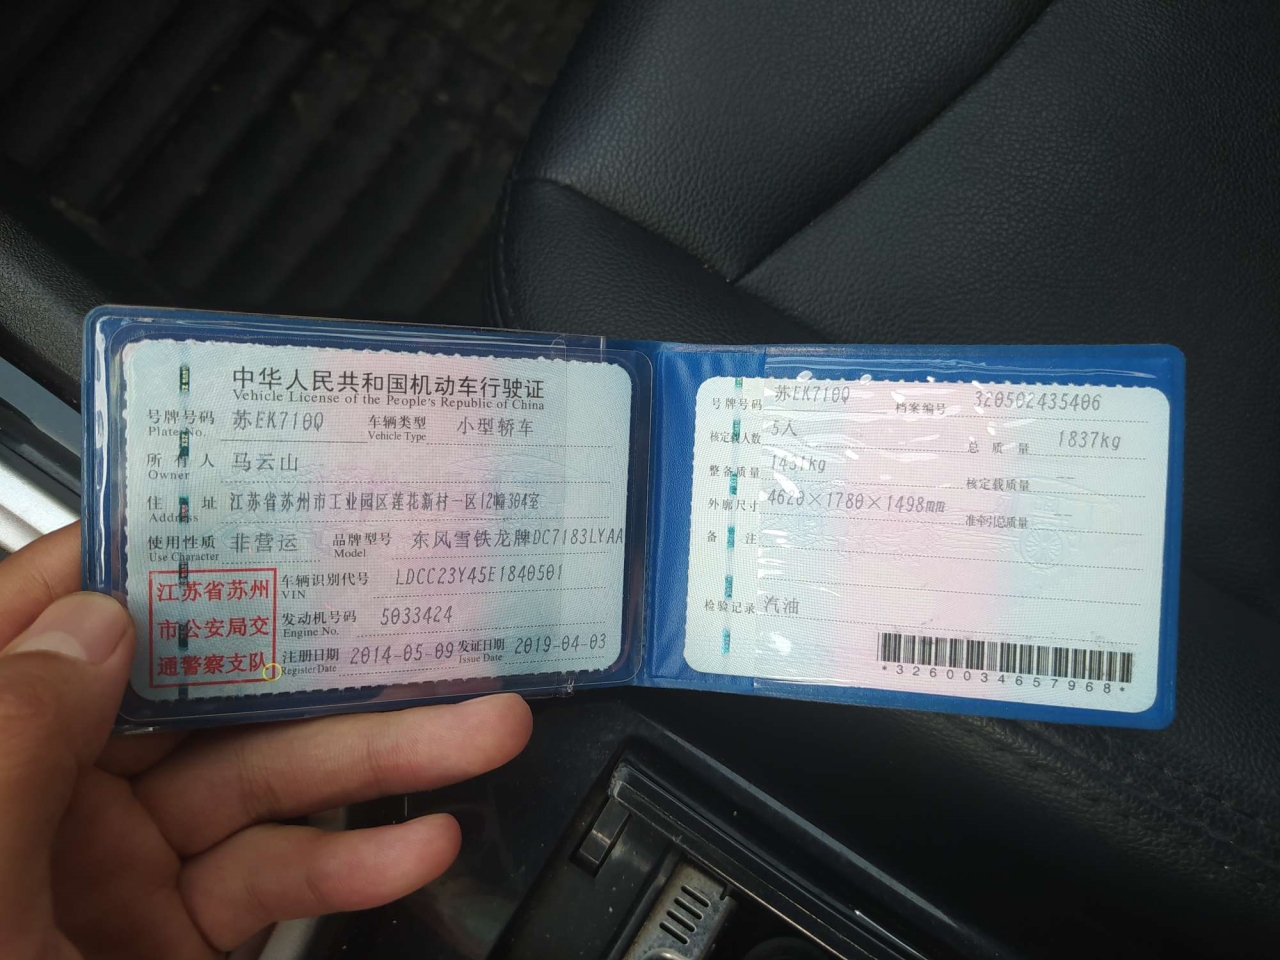 中华人民共和国机动车行驶证
Vehicle License of the People's Republic of China
号牌号码 苏EK710Q 车辆类型 小型轿车
Plate No. Vehicle Type
所有人 马云山
Owner
住址 江苏省苏州市工业园区莲花新村一区12幢304室
Address
使用性质 非营运 品牌型号 东风雪铁龙牌DC7183LYAA
Use Character Model
江苏省苏州
市公安局交
通警察支队
车辆识别代号 LDCC23Y45E1840501
VIN
发动机号码 5033424
Engine No.
注册日期 2014-05-09 发证日期 2019-04-03
Register Date Issue Date
号牌号码 苏EK710Q 档案编号 320502435406
核定载人数 5人 总质量 1837kg
整备质量 核定载质量 --
外廓尺寸 4620×1780×1498mm 准牵引总质量 --
备注
检验记录 汽油
*3260034657968*